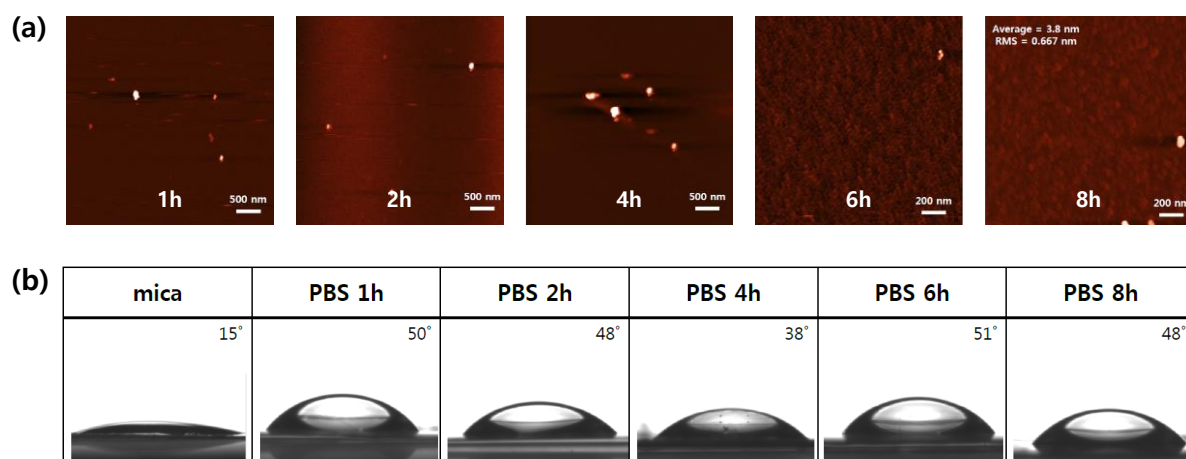 (a)
1h
500 nm
2h
500 nm
4h
500 nm
6h
200 nm
Average = 3.8 nm
RMS = 0.667 nm
8h
200 nm
(b)
mica PBS 1h PBS 2h PBS 4h PBS 6h PBS 8h
15° 50° 48° 38° 51° 48°